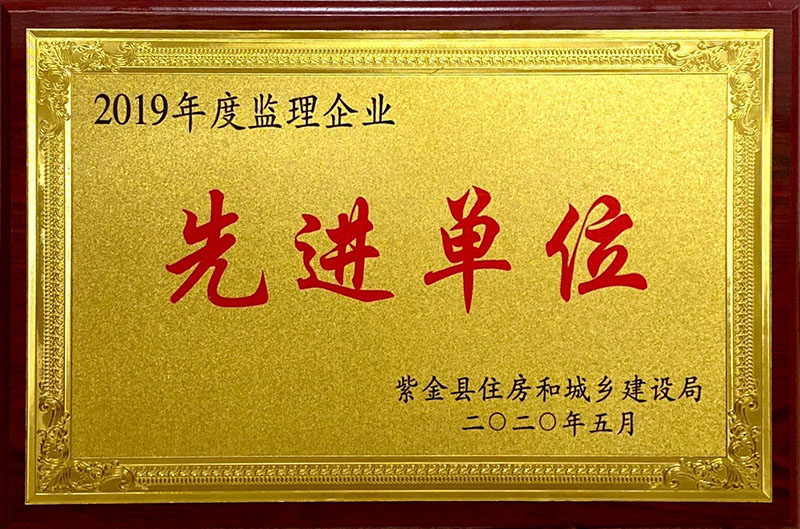 2019年度监理企业
先进单位
紫金县住房和城乡建设局
二〇二〇年五月